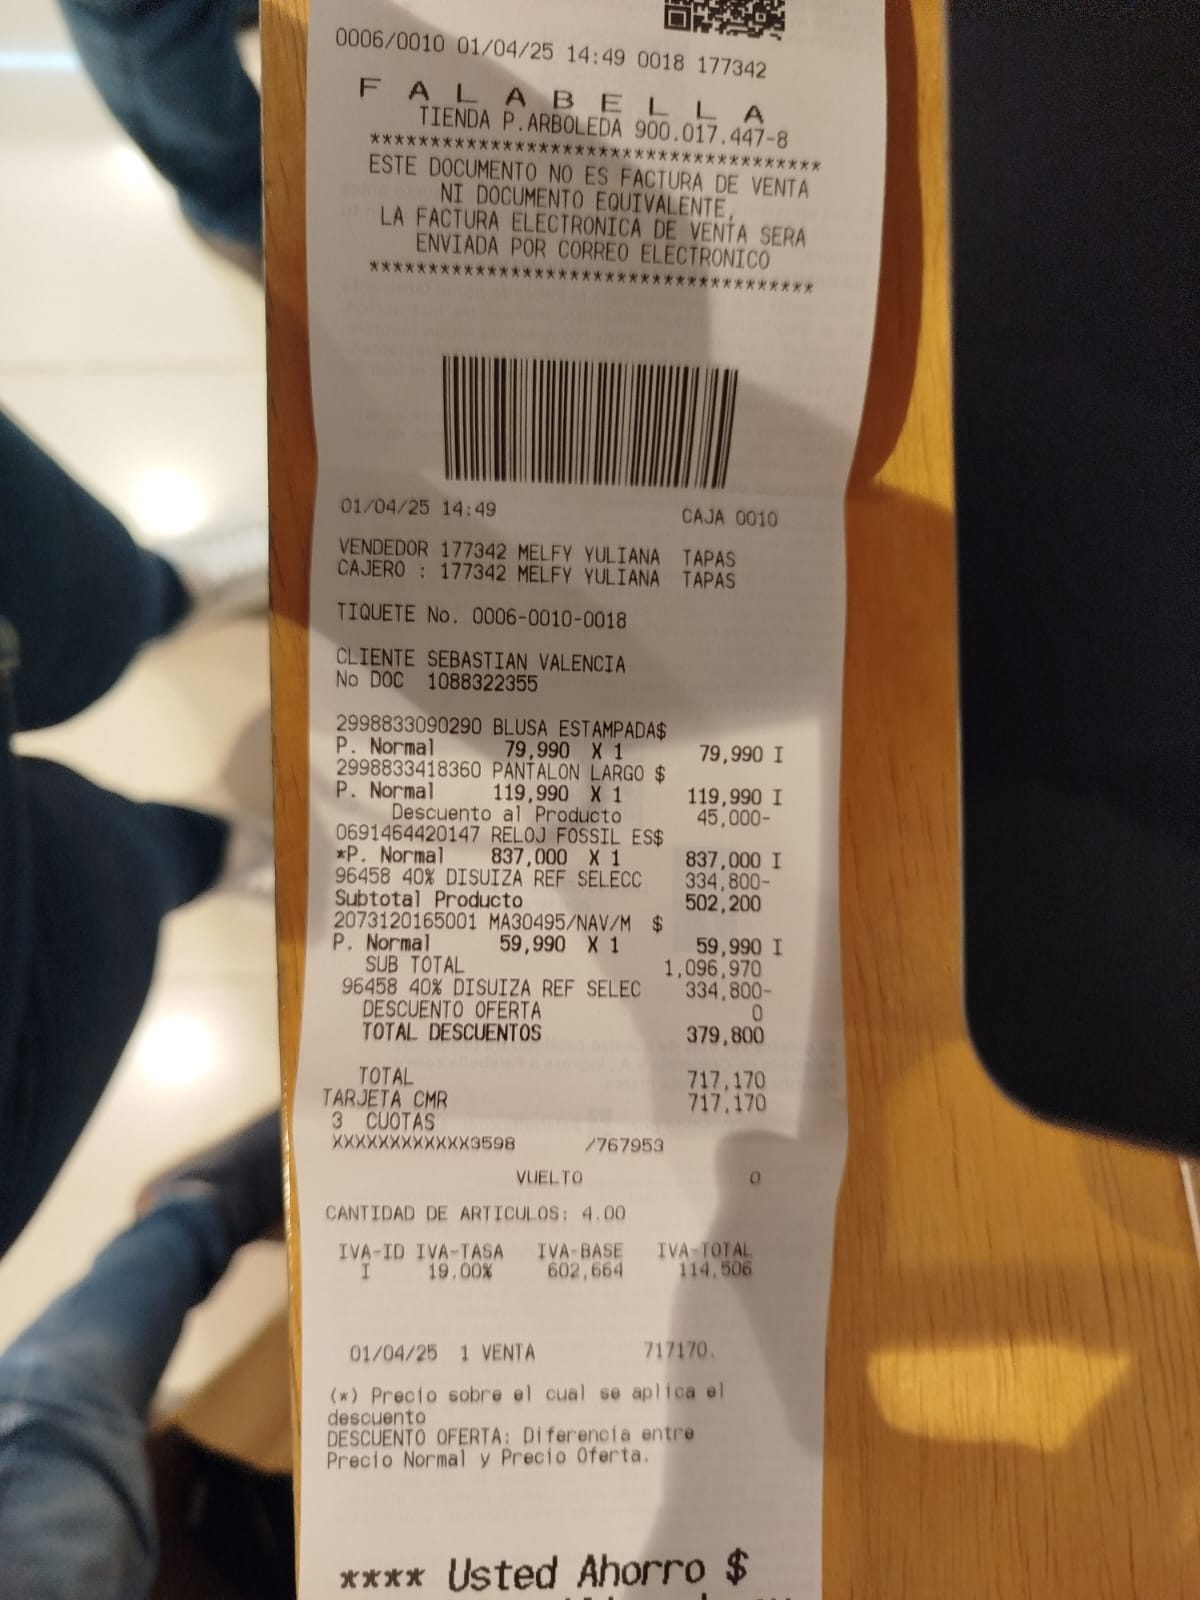 0006/0010 01/04/25 14:49 0018 177342
FALABELLA
TIENDA P.ARBOLEDA 900.017.447-8
****************************************
ESTE DOCUMENTO NO ES FACTURA DE VENTA
NI DOCUMENTO EQUIVALENTE,
LA FACTURA ELECTRONICA DE VENTA SERA
ENVIADA POR CORREO ELECTRONICO
****************************************
01/04/25 14:49 CAJA 0010
VENDEDOR 177342 MELFY YULIANA TAPAS
CAJERO : 177342 MELFY YULIANA TAPAS
TIQUETE No. 0006-0010-0018
CLIENTE SEBASTIAN VALENCIA
No DOC 1088322355
2998833090290 BLUSA ESTAMPADA$
P. Normal 79,990 X 1 79,990 I
2998833418360 PANTALON LARGO $
P. Normal 119,990 X 1 119,990 I
Descuento al Producto 45,000-
0691464420147 RELOJ FOSSIL ES$
*P. Normal 837,000 X 1 837,000 I
96458 40% DISUIZA REF SELECC 334,800-
Subtotal Producto 502,200
2073120165001 MA30495/NAV/M $
P. Normal 59,990 X 1 59,990 I
SUB TOTAL 1,096,970
96458 40% DISUIZA REF SELEC 334,800-
DESCUENTO OFERTA 0
TOTAL DESCUENTOS 379,800
TOTAL 717,170
TARJETA CMR 717,170
3 CUOTAS
XXXXXXXXXXXX3598 /767953
VUELTO 0
CANTIDAD DE ARTICULOS: 4.00
IVA-ID IVA-TASA IVA-BASE IVA-TOTAL
I 19.00% 602,664 114,506
01/04/25 1 VENTA 717170.
(*) Precio sobre el cual se aplica el
descuento
DESCUENTO OFERTA: Diferencia entre
Precio Normal y Precio Oferta.
**** Usted Ahorro $